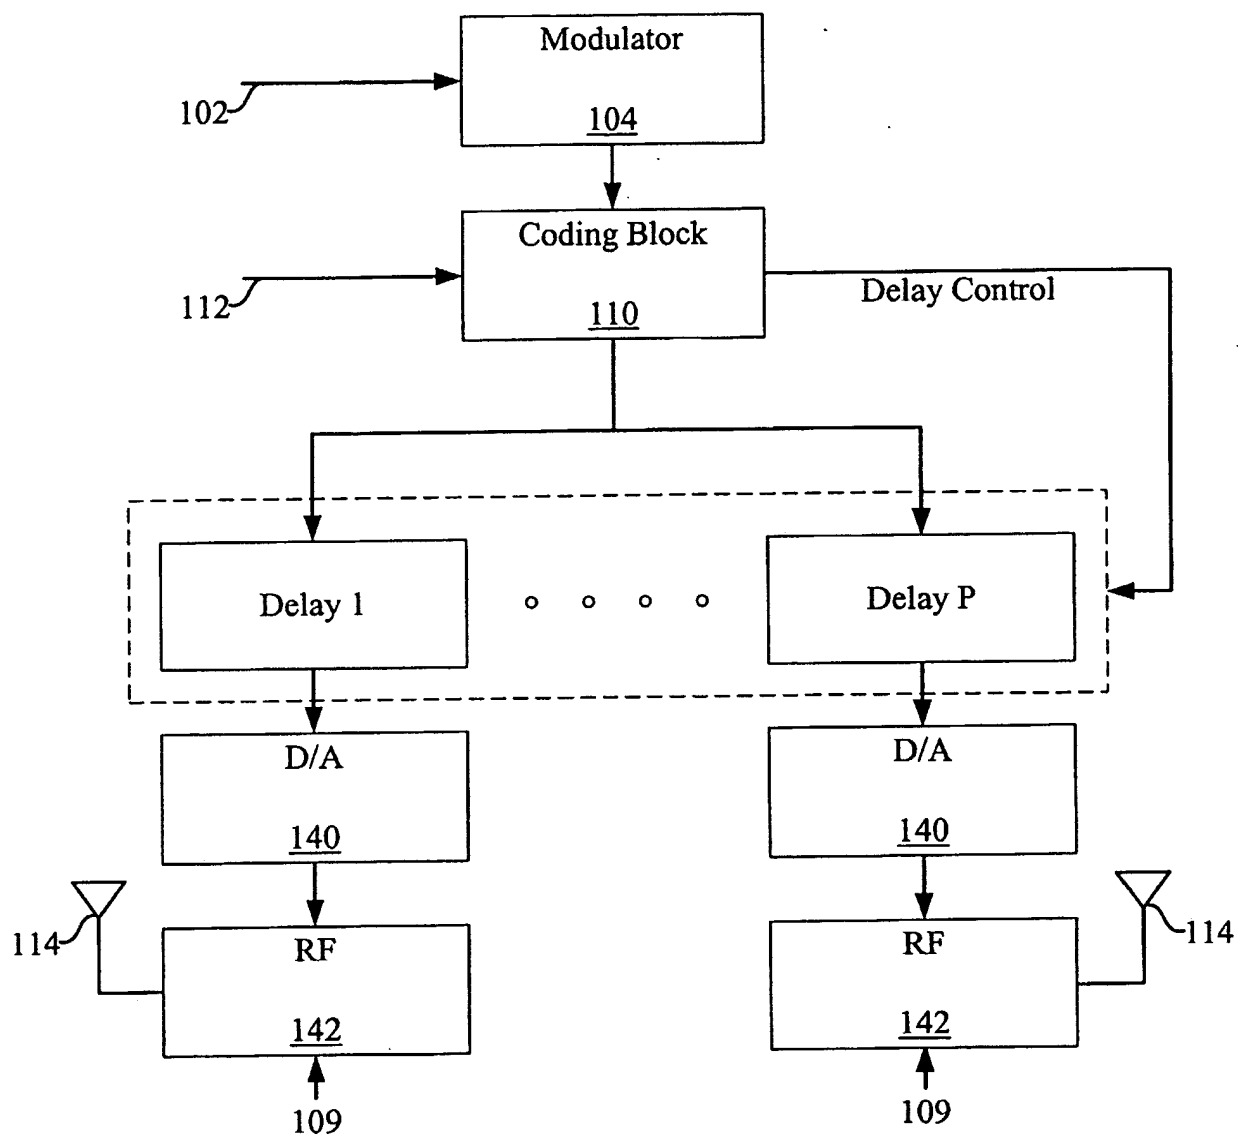 Modulator
102
104
Coding Block
112
110
Delay Control
Delay 1
Delay P
D/A
140
D/A
140
114
RF
142
109
RF
142
114
109